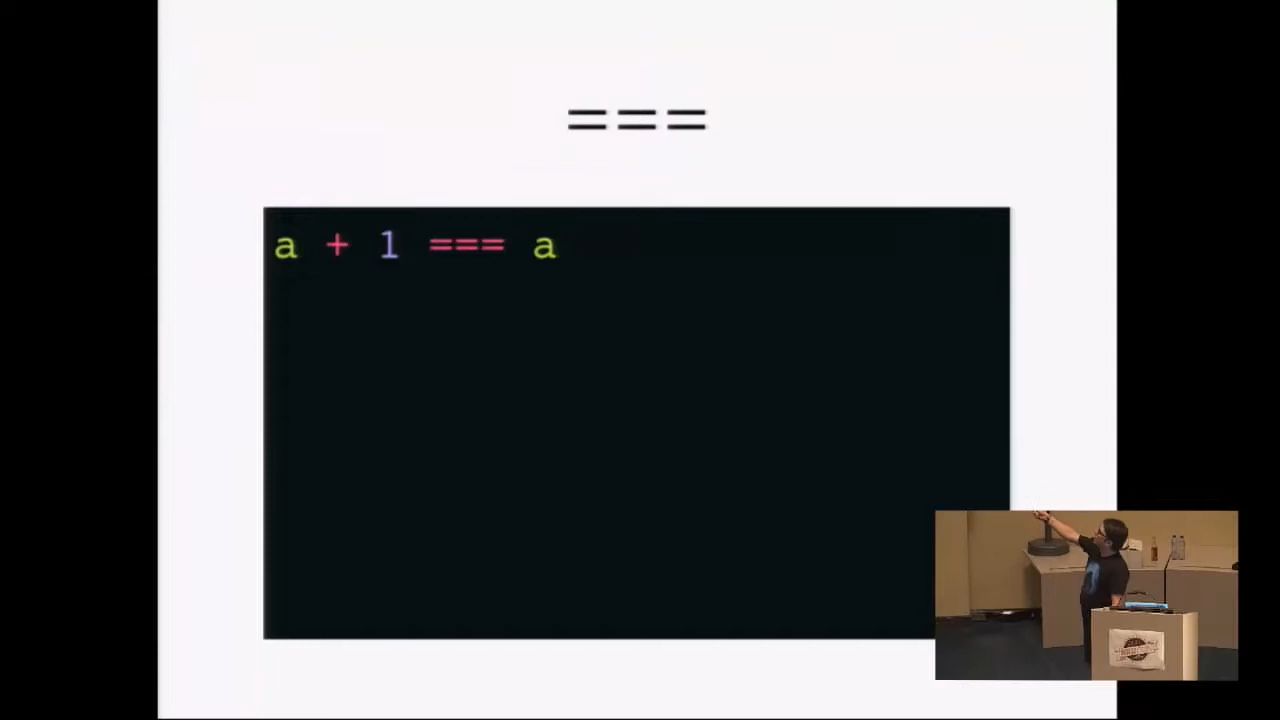 ===
a + 1 === a